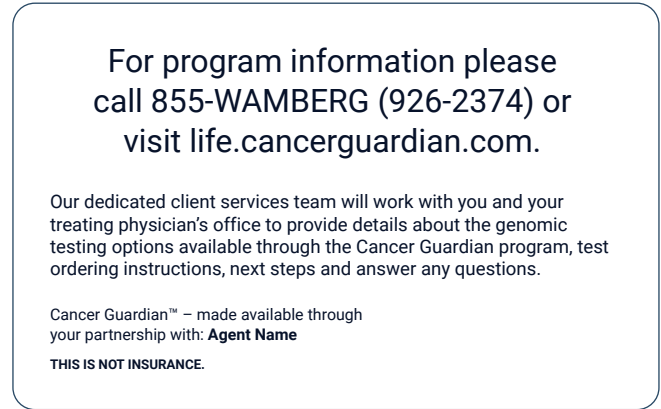 For program information please
call 855-WAMBERG (926-2374) or
visit life.cancerguardian.com.
Our dedicated client services team will work with you and your
treating physician’s office to provide details about the genomic
testing options available through the Cancer Guardian program, test
ordering instructions, next steps and answer any questions.
Cancer Guardian™ – made available through
your partnership with: Agent Name
THIS IS NOT INSURANCE.